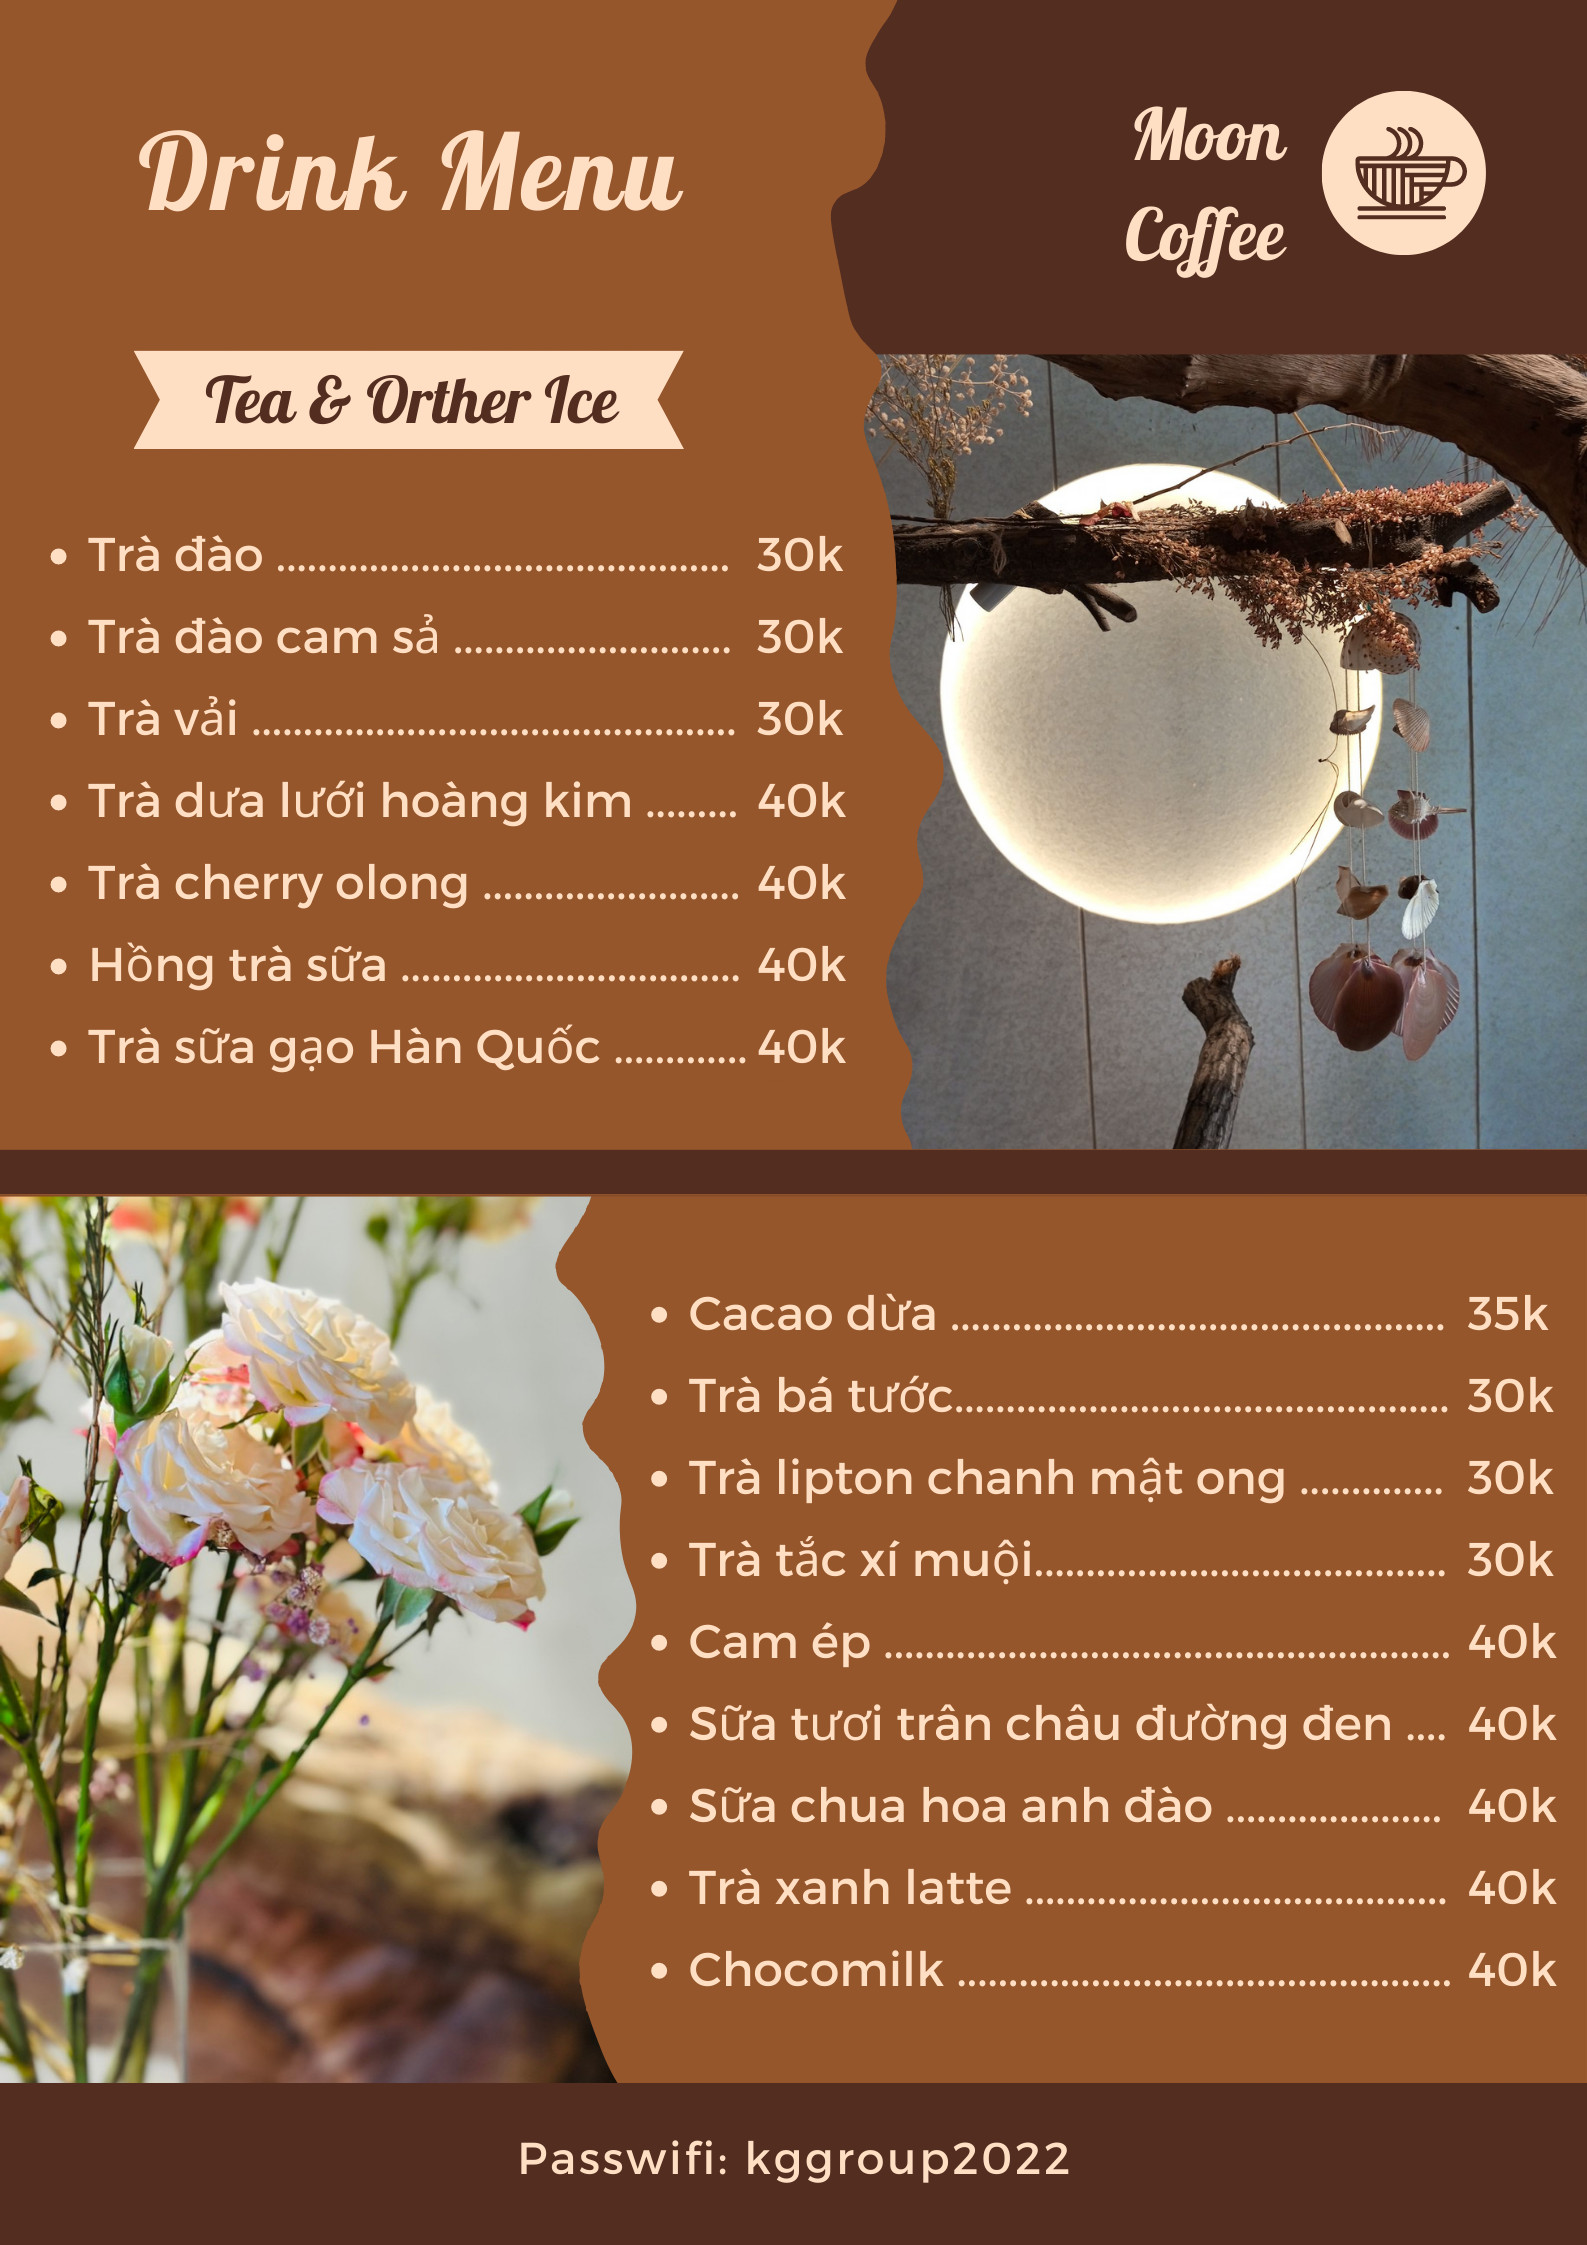 Drink Menu
Moon
Coffee
Tea & Orther Ice
• Trà đào ............................................ 30k
• Trà đào cam sả ........................... 30k
• Trà vải ............................................... 30k
• Trà dưa lưới hoàng kim ......... 40k
• Trà cherry olong ......................... 40k
• Hồng trà sữa ................................. 40k
• Trà sữa gạo Hàn Quốc ............. 40k
• Cacao dừa ................................................ 35k
• Trà bá tước................................................ 30k
• Trà lipton chanh mật ong .............. 30k
• Trà tắc xí muội........................................ 30k
• Cam ép ....................................................... 40k
• Sữa tươi trân châu đường đen .... 40k
• Sữa chua hoa anh đào ..................... 40k
• Trà xanh latte ......................................... 40k
• Chocomilk ................................................ 40k
Passwifi: kggroup2022